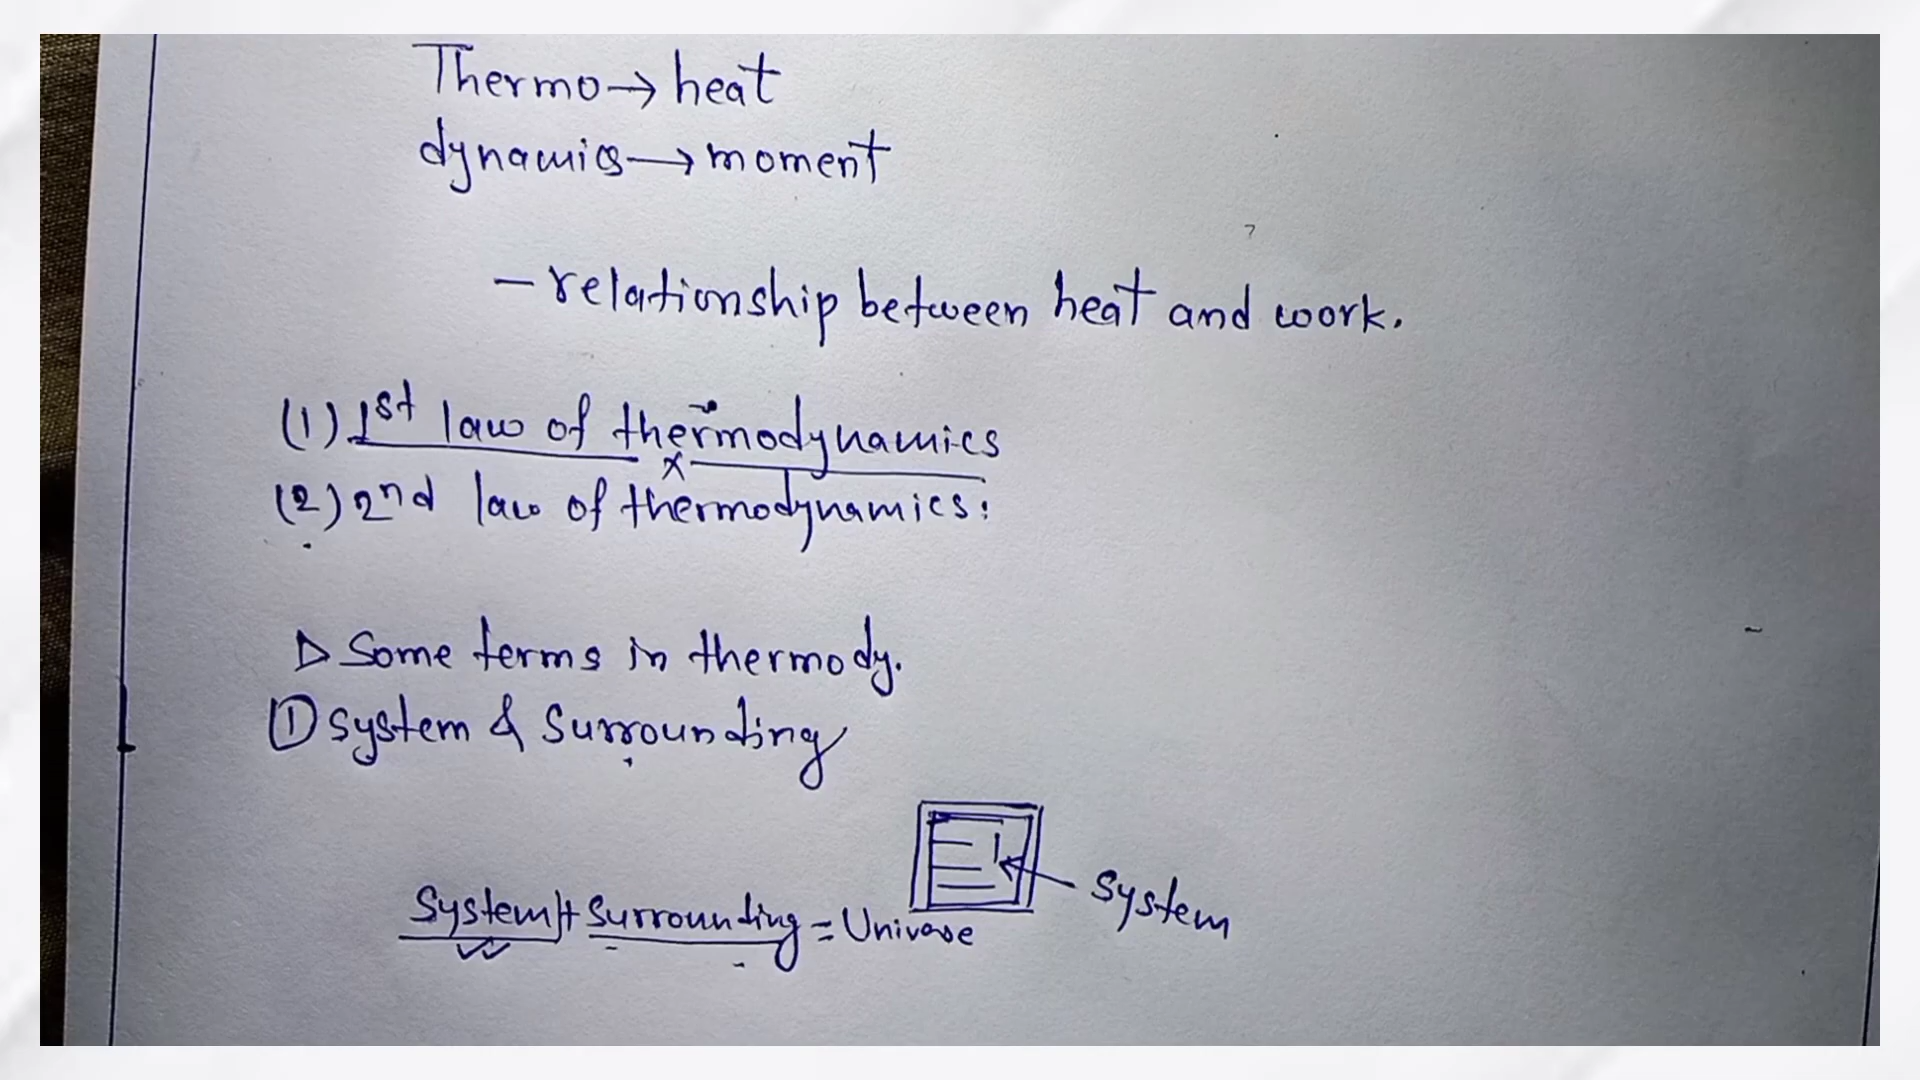 Thermo→heat
dynamics→moment
- relationship between heat and work.
(1) 1st law of thermodynamics
(2) 2nd law of thermodynamics:
▷ Some terms in thermody.
① System & Surrounding
System
System + Surrounding = Universe